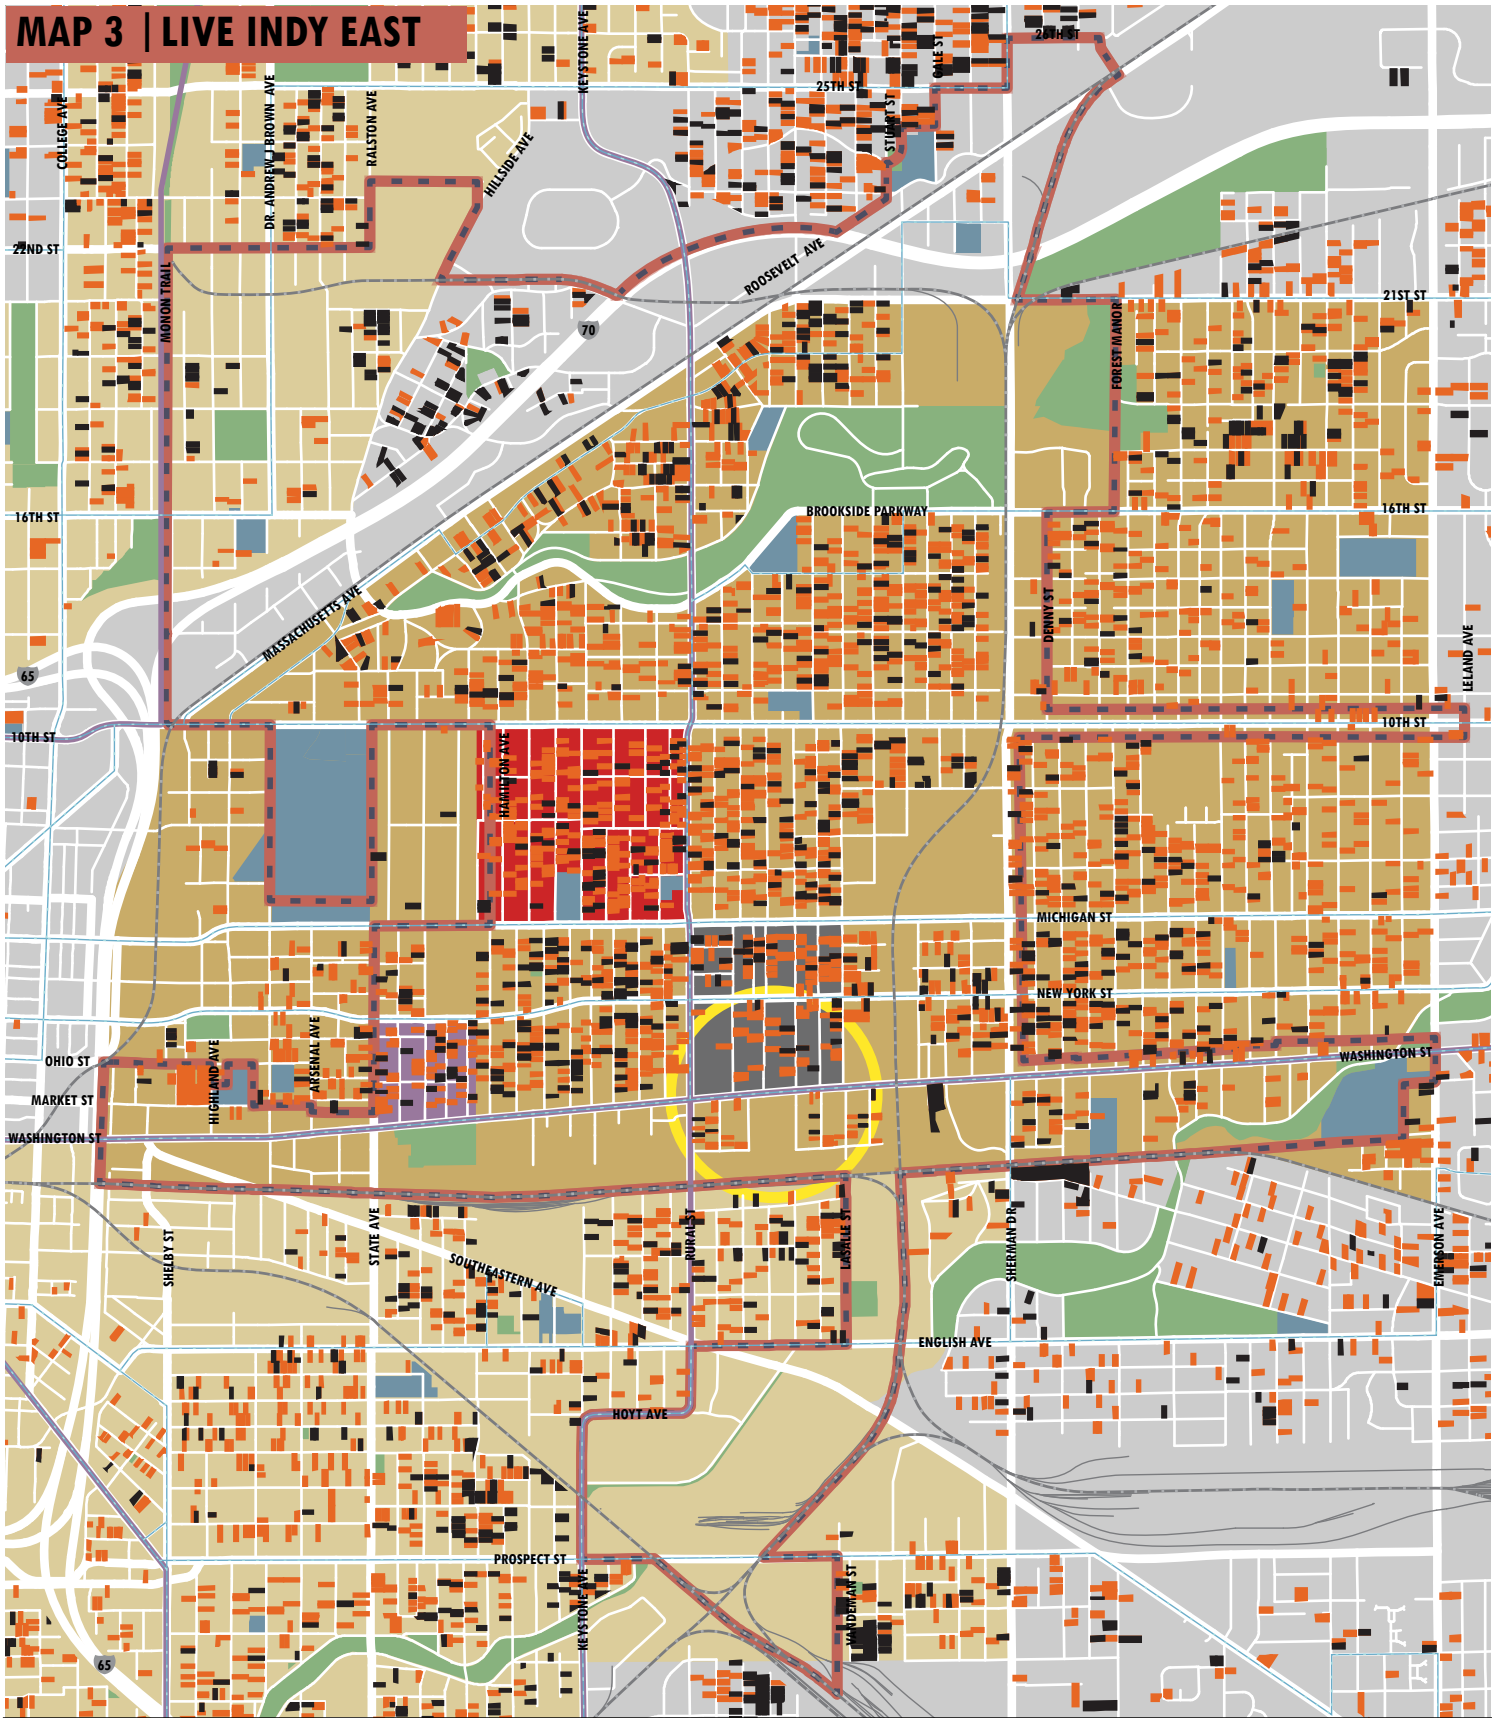 MAP 3 | LIVE INDY EAST
KEYSTONE AVE
26TH ST
DALE ST
25TH ST
STUART ST
COLLEGE AVE
DR. ANDREW J BROWN AVE
RALSTON AVE
HILLSIDE AVE
22ND ST
MONON TRAIL
ROOSEVELT AVE
21ST ST
70
FOREST MANOR
16TH ST
BROOKSIDE PARKWAY
16TH ST
MASSACHUSETTS AVE
DENNY ST
LELAND AVE
65
10TH ST
10TH ST
HAMILTON AVE
MICHIGAN ST
NEW YORK ST
OHIO ST
HIGHLAND AVE
ARSENAL AVE
WASHINGTON ST
MARKET ST
WASHINGTON ST
SHELBY ST
STATE AVE
SOUTHEASTERN AVE
RURAL ST
LASALLE ST
SHERMAN DR
EMERSON AVE
ENGLISH AVE
HOYT AVE
PROSPECT ST
KEYSTONE AVE
VANDEMAN ST
65